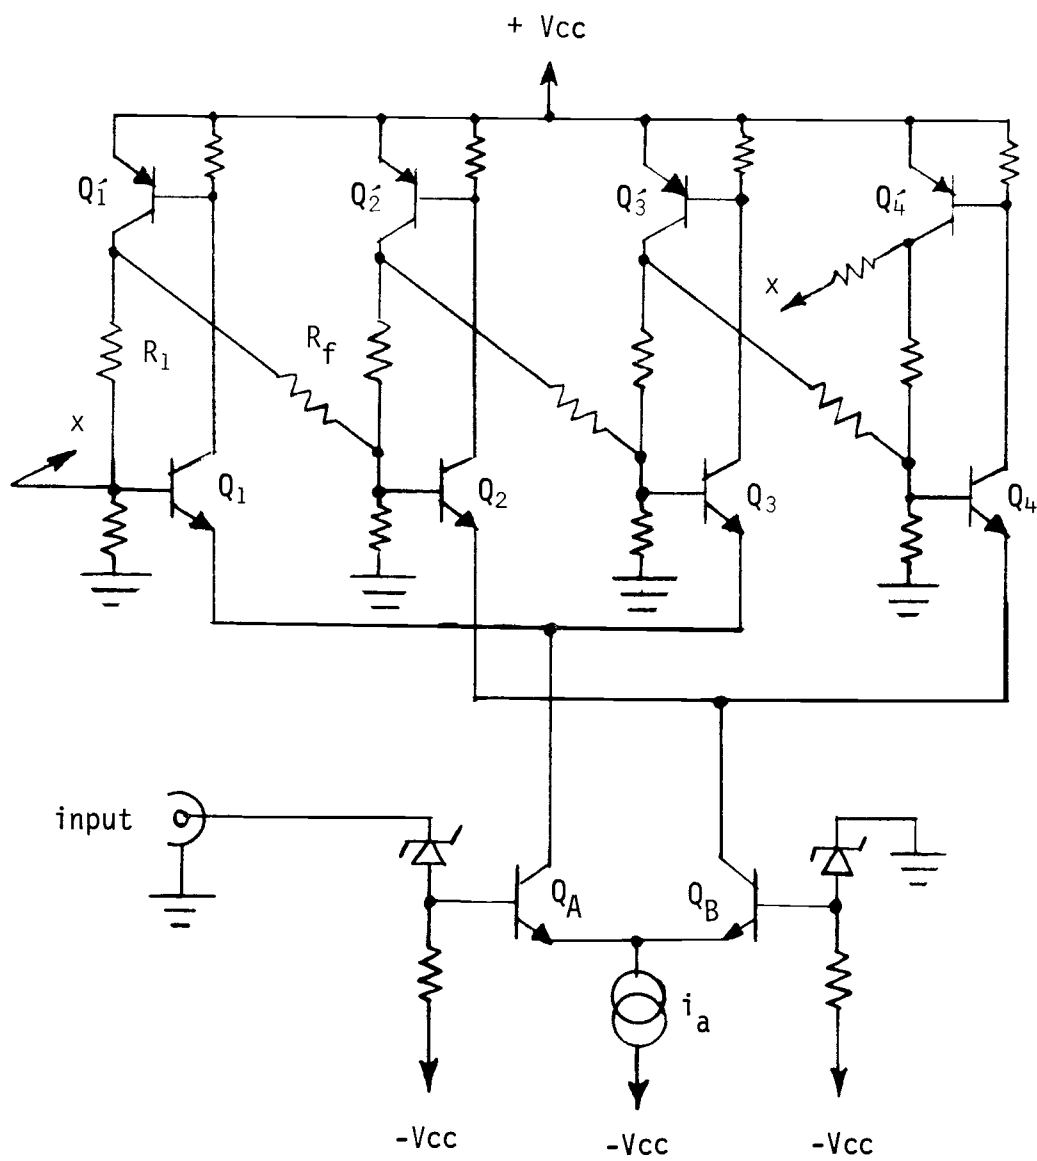 + Vcc
Q1́
Q2́
Q3́
Q4́
x
R1
Rf
x
Q1
Q2
Q3
Q4
input
QA
QB
ia
-Vcc
-Vcc
-Vcc